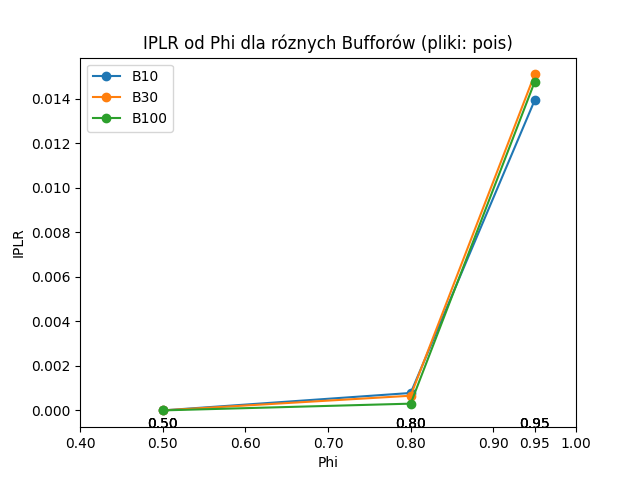 IPLR od Phi dla róznych Bufforów (pliki: pois)
B10
B30
B100
IPLR
0.014
0.012
0.010
0.008
0.006
0.004
0.002
0.000
0.50 0.80 0.95
0.40 0.50 0.60 0.70 0.80 0.90 0.95 1.00
Phi